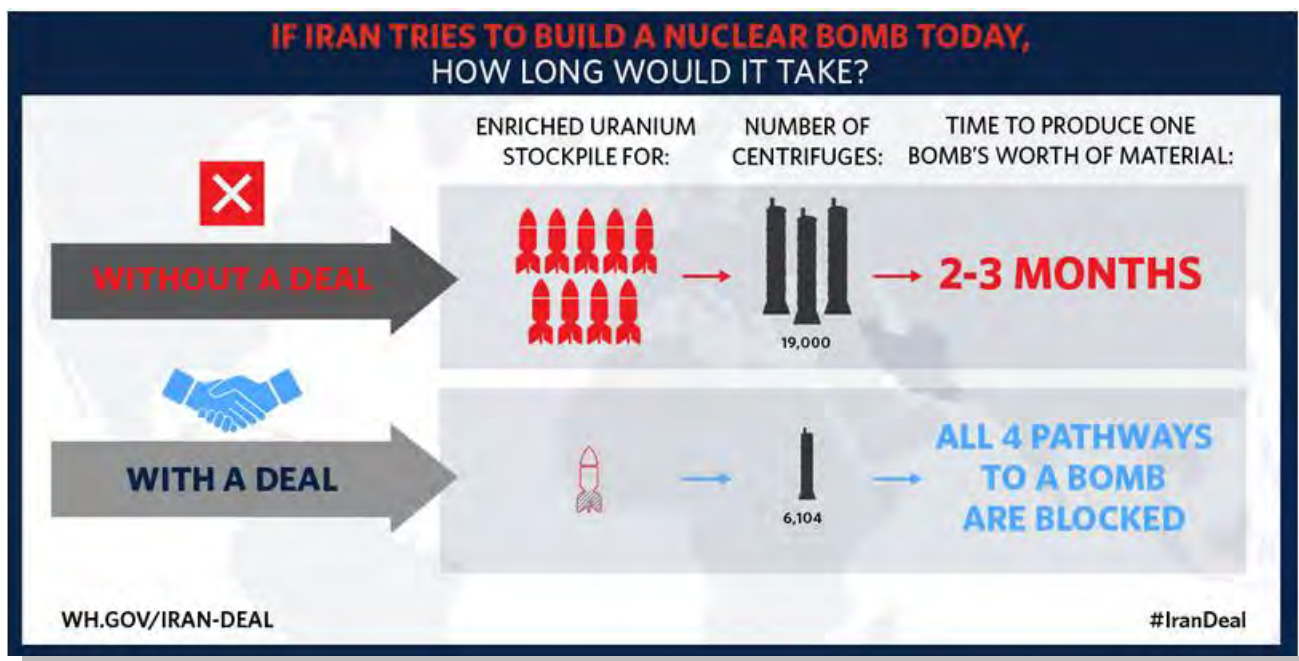 IF IRAN TRIES TO BUILD A NUCLEAR BOMB TODAY,
HOW LONG WOULD IT TAKE?
ENRICHED URANIUM
STOCKPILE FOR:
NUMBER OF
CENTRIFUGES:
TIME TO PRODUCE ONE
BOMB'S WORTH OF MATERIAL:
WITHOUT A DEAL
2-3 MONTHS
19,000
WITH A DEAL
ALL 4 PATHWAYS
TO A BOMB
ARE BLOCKED
6,104
WH.GOV/IRAN-DEAL
#IranDeal